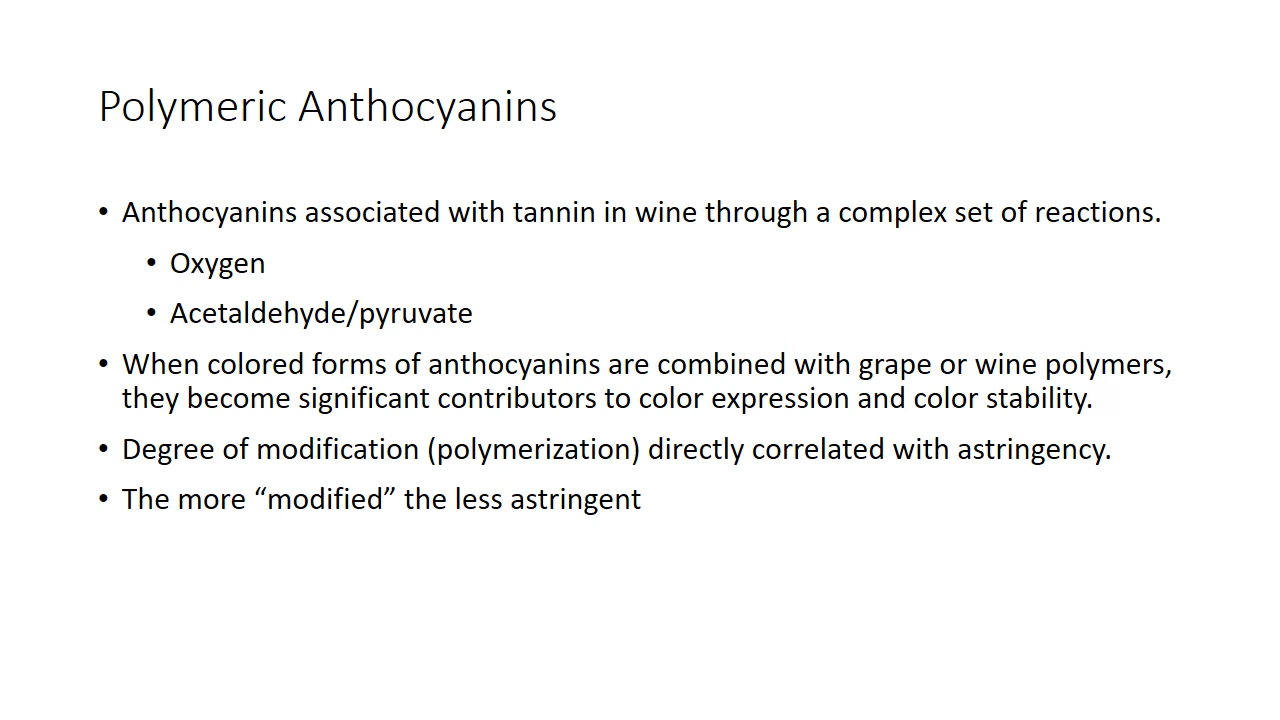 Polymeric Anthocyanins
• Anthocyanins associated with tannin in wine through a complex set of reactions.
• Oxygen
• Acetaldehyde/pyruvate
• When colored forms of anthocyanins are combined with grape or wine polymers,
they become significant contributors to color expression and color stability.
• Degree of modification (polymerization) directly correlated with astringency.
• The more “modified” the less astringent